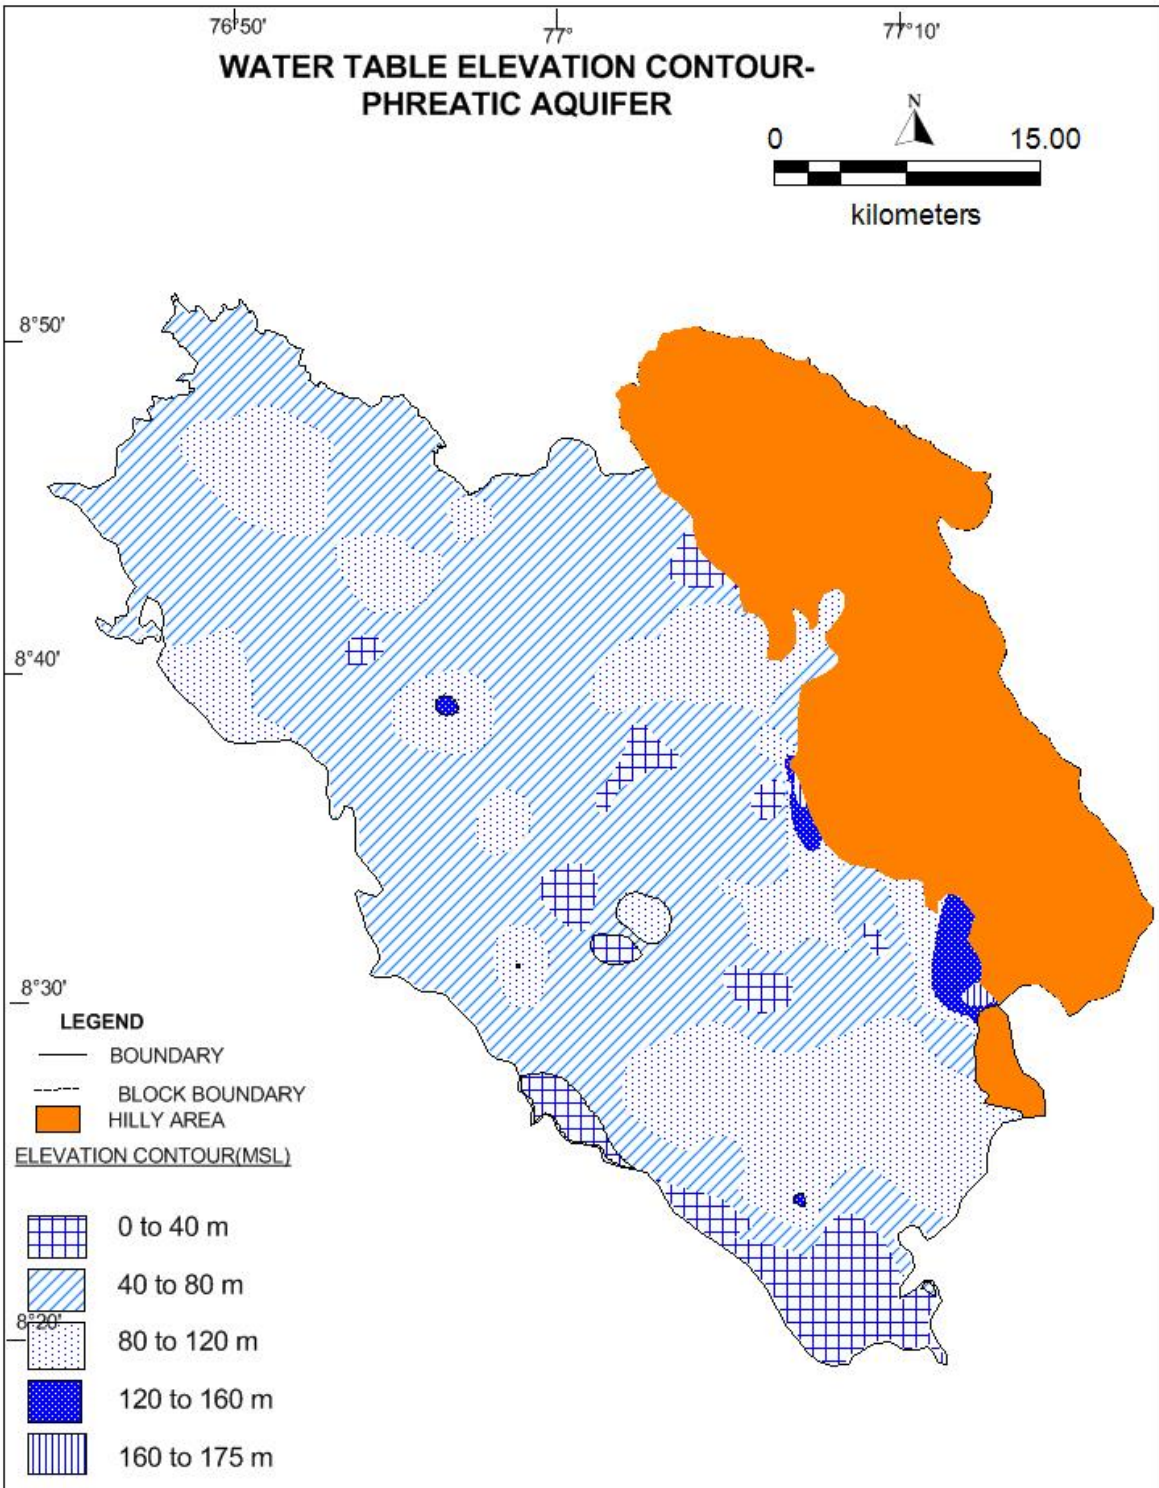 76°50'
77°
77°10'
WATER TABLE ELEVATION CONTOUR-
PHREATIC AQUIFER
N
0 15.00
kilometers
8°50'
8°40'
8°30'
LEGEND
BOUNDARY
BLOCK BOUNDARY
HILLY AREA
ELEVATION CONTOUR(MSL)
0 to 40 m
40 to 80 m
8°20'
80 to 120 m
120 to 160 m
160 to 175 m